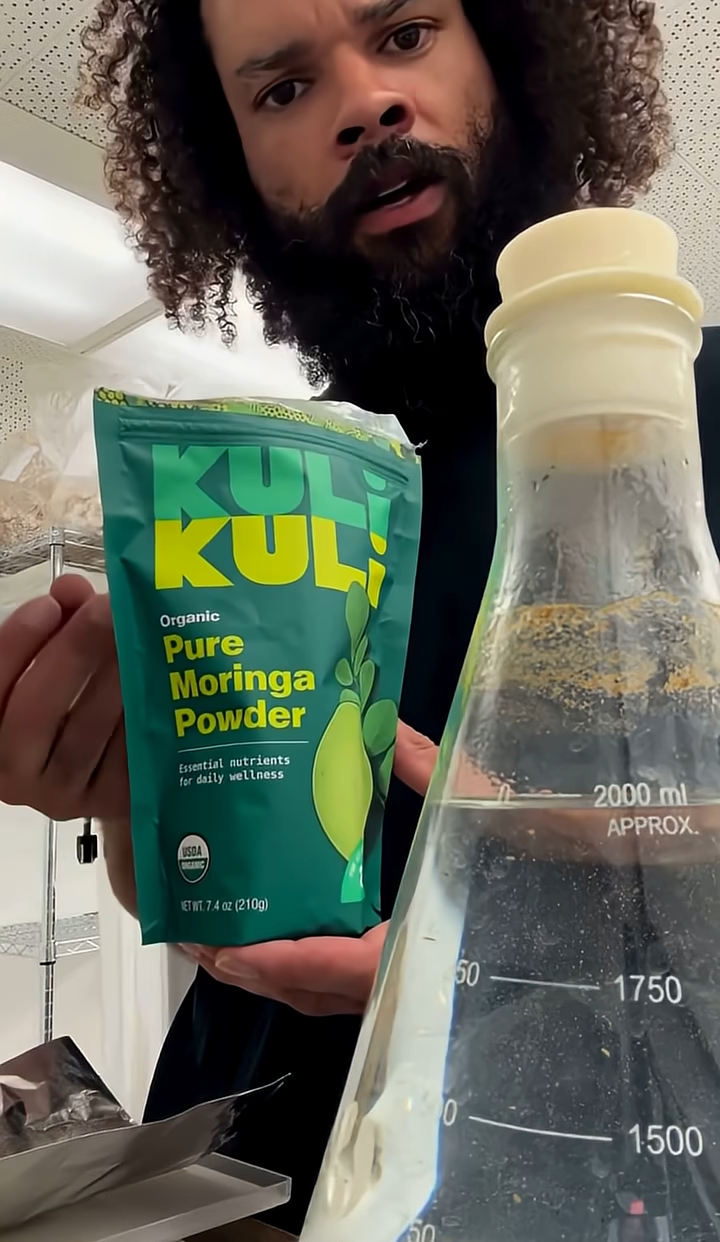 KULi
KULi
Organic
Pure
Moringa
Powder
Essential nutrients
for daily wellness
USDA
ORGANIC
NET WT. 7.4 oz (210g)
2000 ml
APPROX.
1750
1500